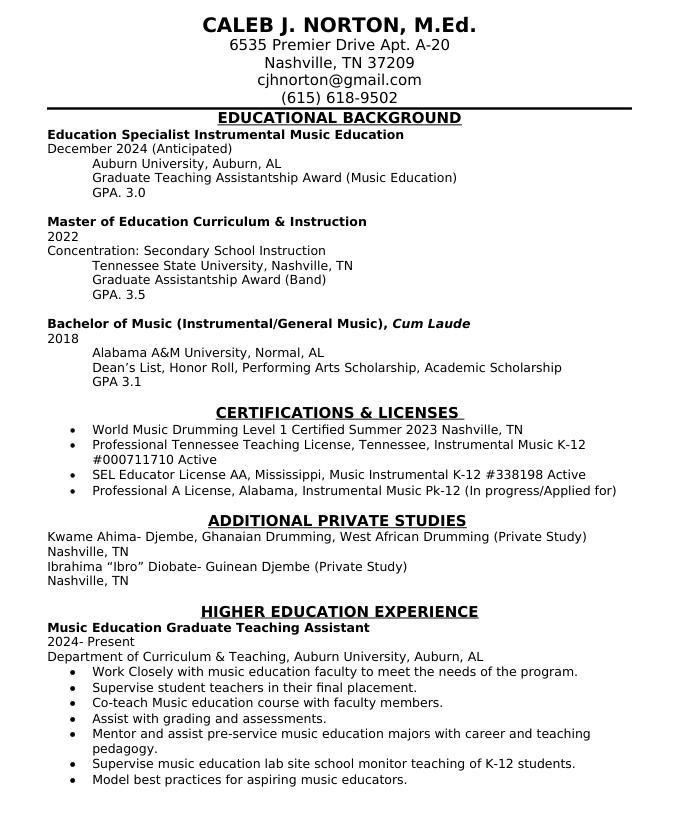 CALEB J. NORTON, M.Ed.
6535 Premier Drive Apt. A-20
Nashville, TN 37209
cjhnorton@gmail.com
(615) 618-9502
EDUCATIONAL BACKGROUND
Education Specialist Instrumental Music Education
December 2024 (Anticipated)
Auburn University, Auburn, AL
Graduate Teaching Assistantship Award (Music Education)
GPA. 3.0
Master of Education Curriculum & Instruction
2022
Concentration: Secondary School Instruction
Tennessee State University, Nashville, TN
Graduate Assistantship Award (Band)
GPA. 3.5
Bachelor of Music (Instrumental/General Music), Cum Laude
2018
Alabama A&M University, Normal, AL
Dean’s List, Honor Roll, Performing Arts Scholarship, Academic Scholarship
GPA 3.1
CERTIFICATIONS & LICENSES
• World Music Drumming Level 1 Certified Summer 2023 Nashville, TN
• Professional Tennessee Teaching License, Tennessee, Instrumental Music K-12
#000711710 Active
• SEL Educator License AA, Mississippi, Music Instrumental K-12 #338198 Active
• Professional A License, Alabama, Instrumental Music Pk-12 (In progress/Applied for)
ADDITIONAL PRIVATE STUDIES
Kwame Ahima- Djembe, Ghanaian Drumming, West African Drumming (Private Study)
Nashville, TN
Ibrahima “Ibro” Diobate- Guinean Djembe (Private Study)
Nashville, TN
HIGHER EDUCATION EXPERIENCE
Music Education Graduate Teaching Assistant
2024- Present
Department of Curriculum & Teaching, Auburn University, Auburn, AL
• Work Closely with music education faculty to meet the needs of the program.
• Supervise student teachers in their final placement.
• Co-teach Music education course with faculty members.
• Assist with grading and assessments.
• Mentor and assist pre-service music education majors with career and teaching
pedagogy.
• Supervise music education lab site school monitor teaching of K-12 students.
• Model best practices for aspiring music educators.